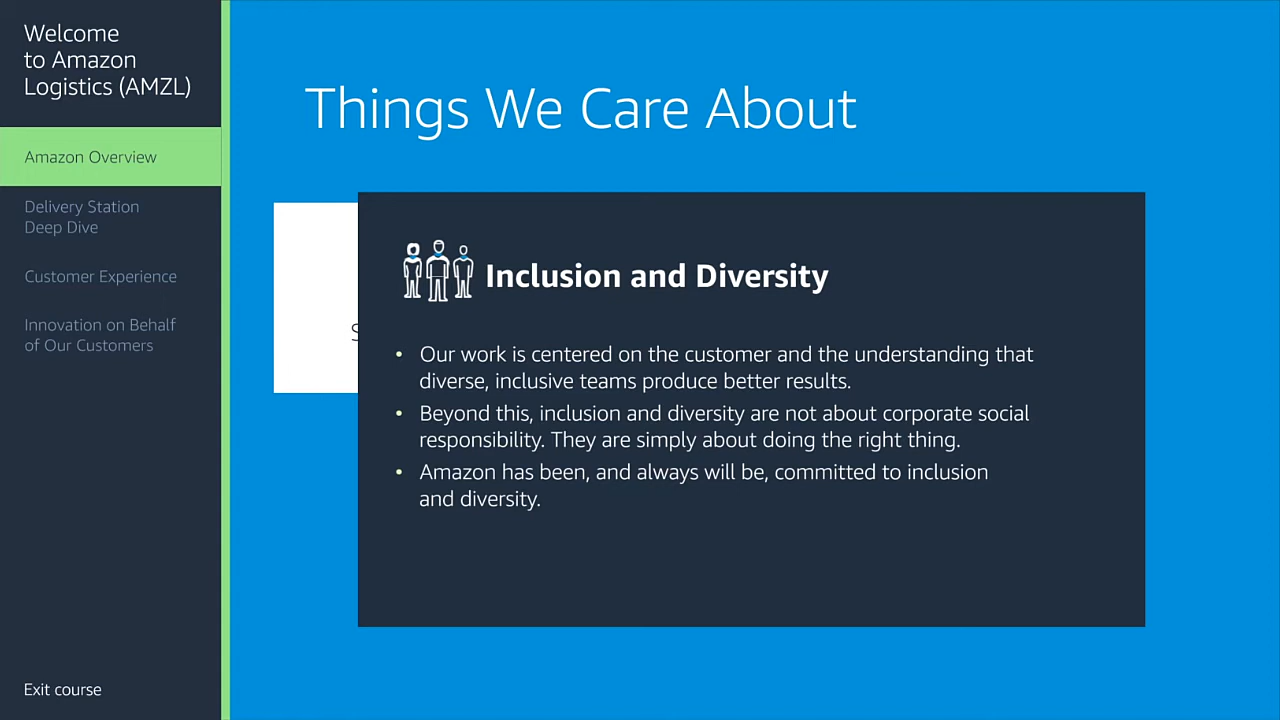 Welcome
to Amazon
Logistics (AMZL)
Amazon Overview
Delivery Station
Deep Dive
Customer Experience
Innovation on Behalf
of Our Customers
Exit course
Things We Care About
Inclusion and Diversity
• Our work is centered on the customer and the understanding that
diverse, inclusive teams produce better results.
• Beyond this, inclusion and diversity are not about corporate social
responsibility. They are simply about doing the right thing.
• Amazon has been, and always will be, committed to inclusion
and diversity.